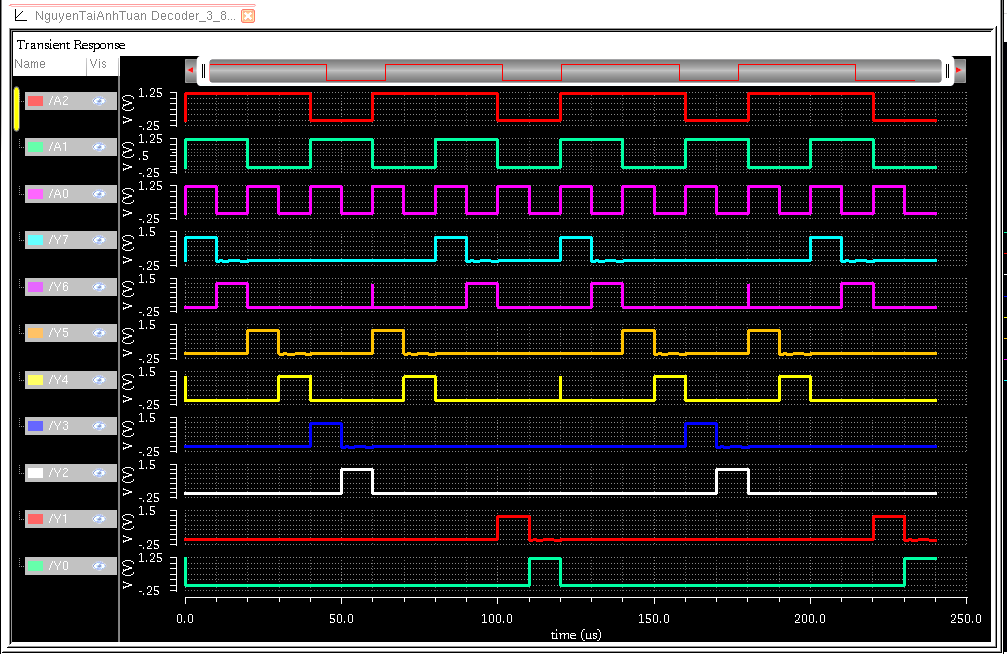 NguyenTaiAnhTuan Decoder_3_8...
Transient Response
Name Vis
/A2 V (V) 1.25 -.25
/A1 V (V) 1.25 .5 -.25
/A0 V (V) 1.25 -.25
/Y7 V (V) 1.5 -.25
/Y6 V (V) 1.5 -.25
/Y5 V (V) 1.5 -.25
/Y4 V (V) 1.5 -.25
/Y3 V (V) 1.5 -.25
/Y2 V (V) 1.5 -.25
/Y1 V (V) 1.5 -.25
/Y0 V (V) 1.25 -.25
0.0 50.0 100.0 150.0 200.0 250.0
time (us)